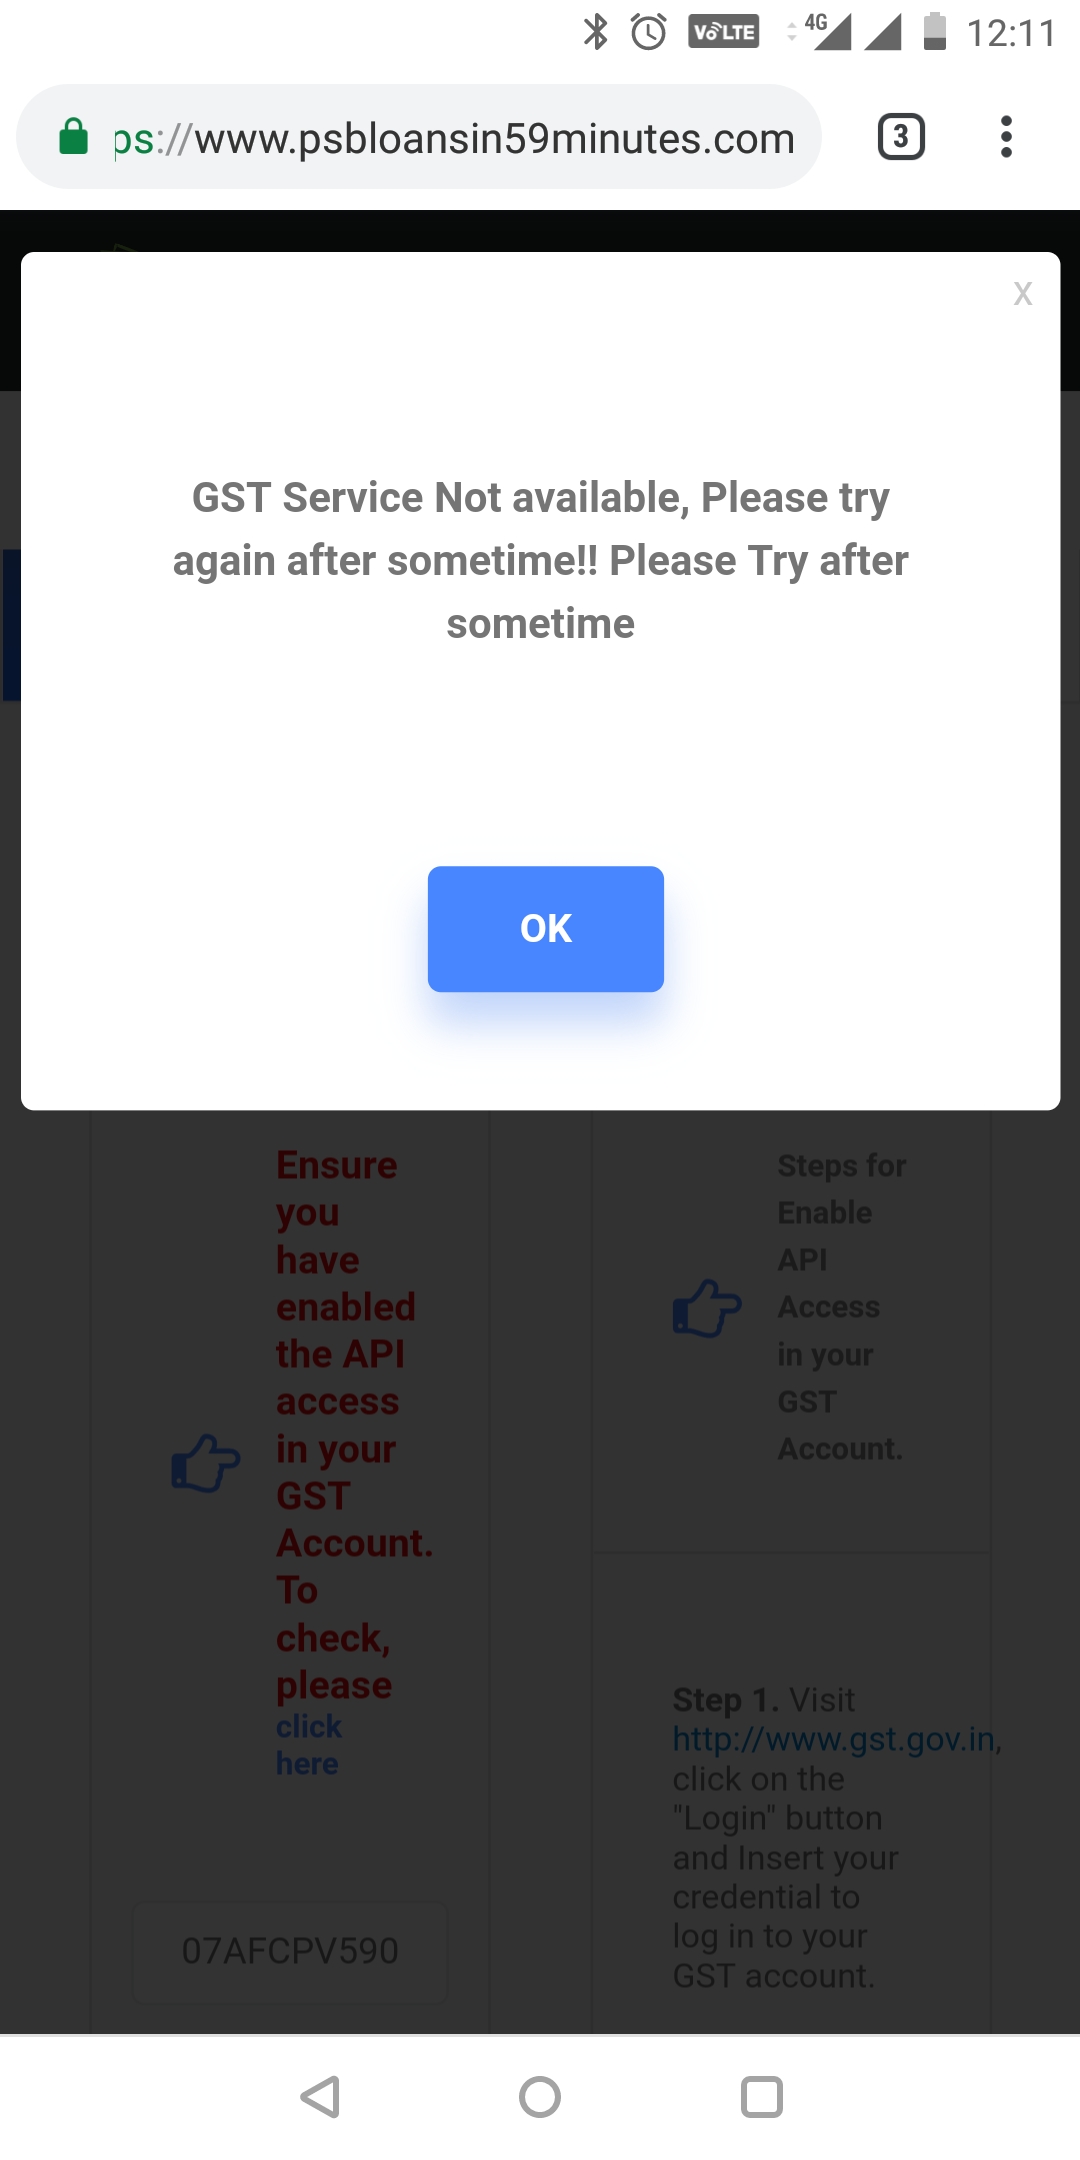 VoLTE
4G
12:11
ps://www.psbloansin59minutes.com
3
X
GST Service Not available, Please try
again after sometime!! Please Try after
sometime
OK
Ensure
you
have
enabled
the API
access
in your
GST
Account.
To
check,
please
click
here
07AFCPV590
Steps for
Enable
API
Access
in your
GST
Account.
Step 1. Visit
http://www.gst.gov.in,
click on the
"Login" button
and Insert your
credential to
log in to your
GST account.